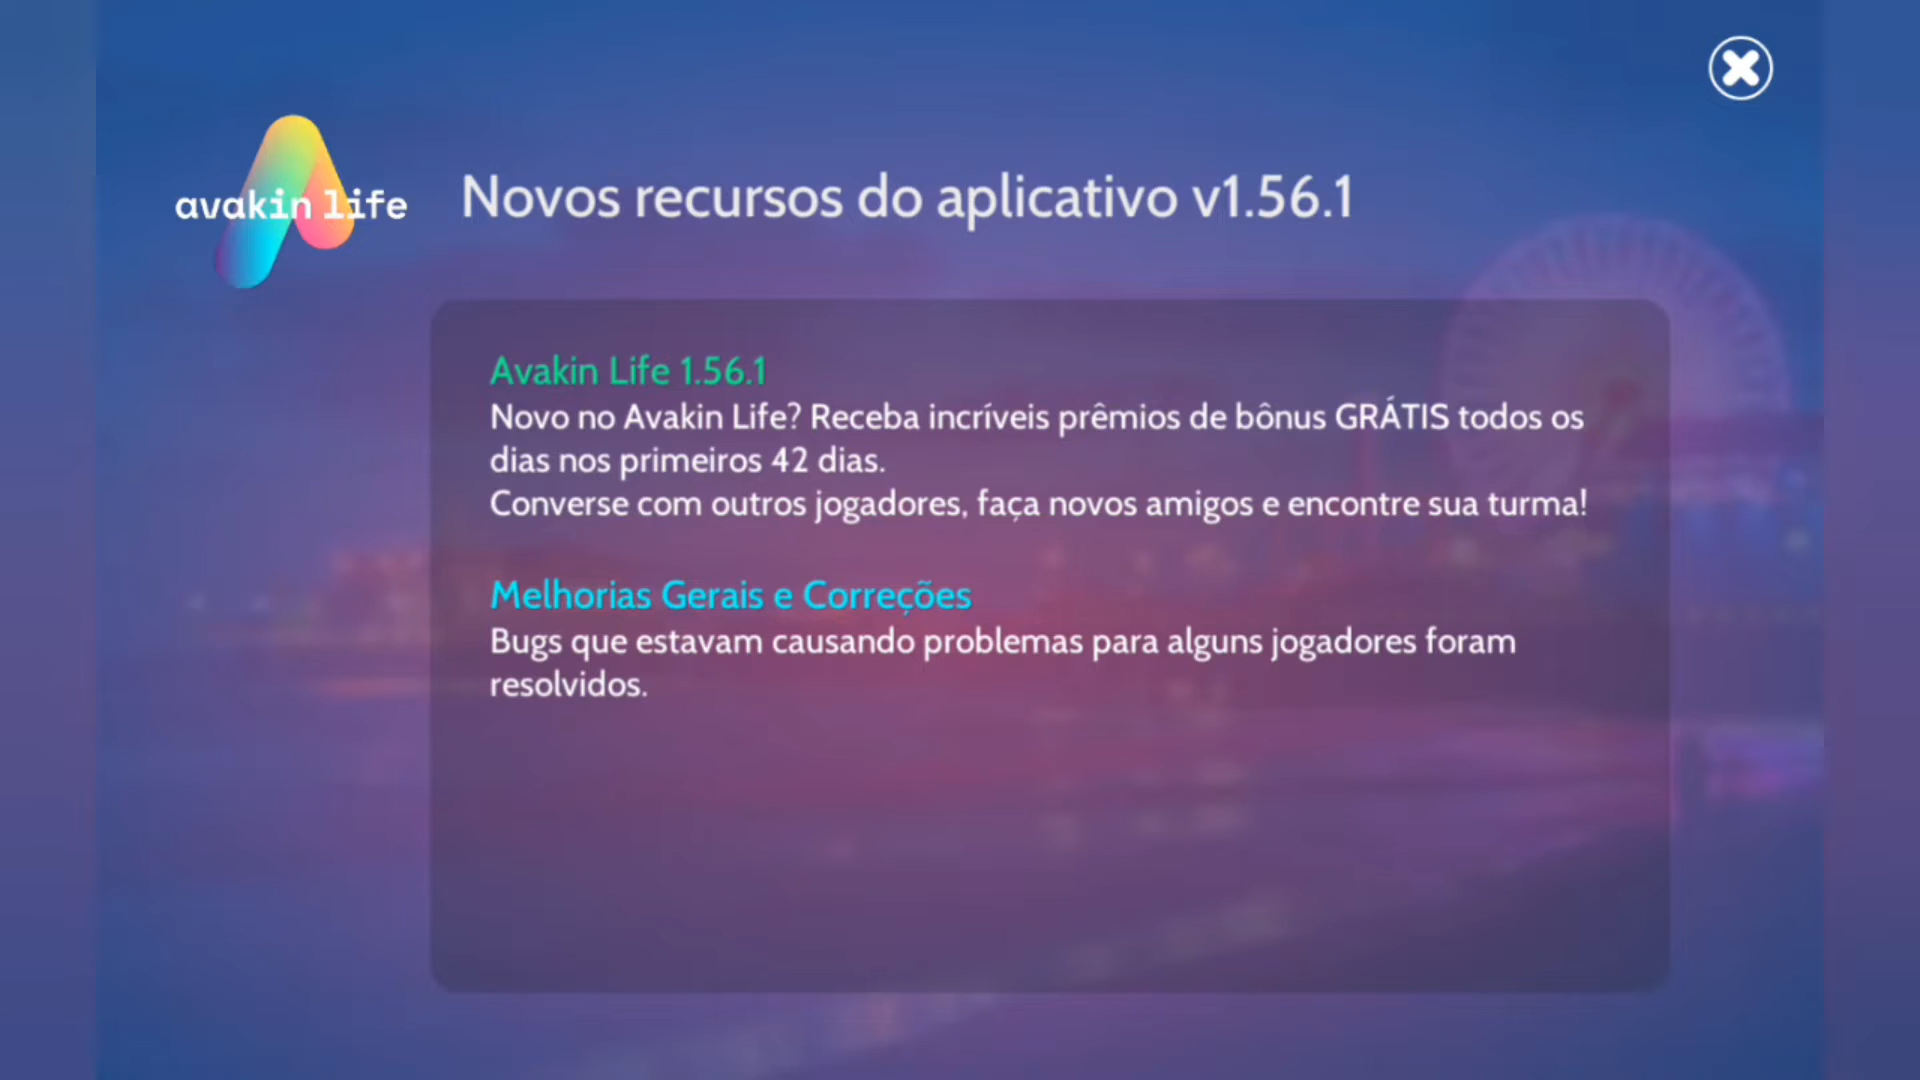 avakin life
Novos recursos do aplicativo v1.56.1
Avakin Life 1.56.1
Novo no Avakin Life? Receba incríveis prêmios de bônus GRÁTIS todos os
dias nos primeiros 42 dias.
Converse com outros jogadores, faça novos amigos e encontre sua turma!
Melhorias Gerais e Correções
Bugs que estavam causando problemas para alguns jogadores foram
resolvidos.